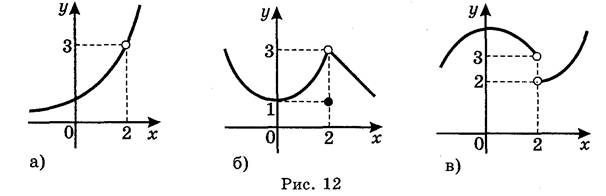 y y y
3 3 3
2
1
0 2 x 0 2 x 0 2 x
а) б) в)
Рис. 12